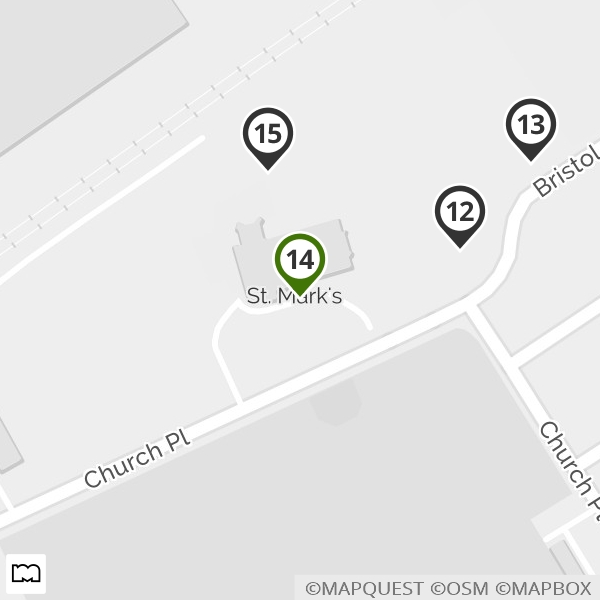 15
13
Bristol
12
14
St. Mark's
Church Pl
Church Pl
©MAPQUEST ©OSM ©MAPBOX